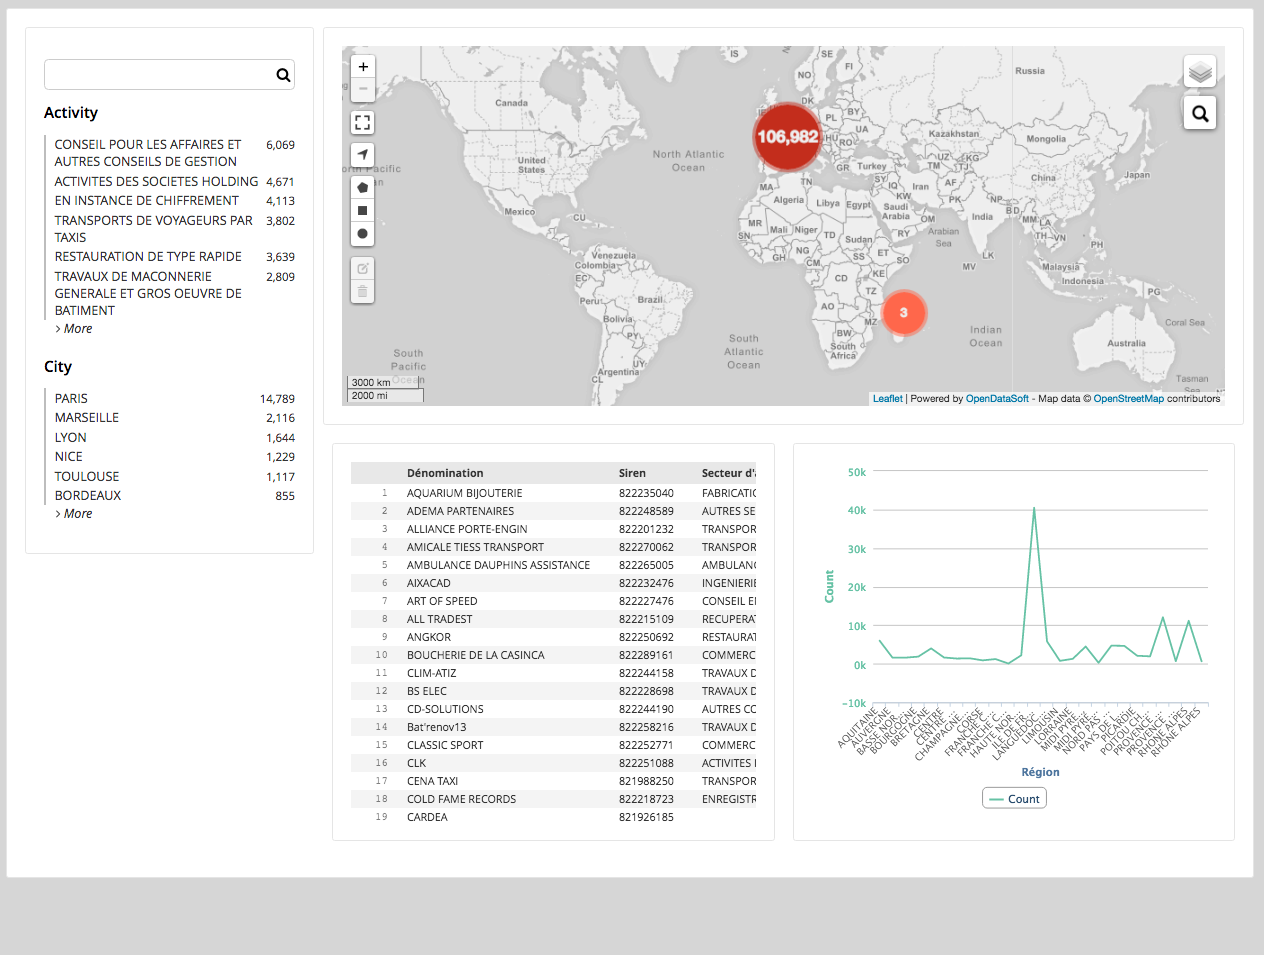 Activity
CONSEIL POUR LES AFFAIRES ET 6,069
AUTRES CONSEILS DE GESTION
ACTIVITES DES SOCIETES HOLDING 4,671
EN INSTANCE DE CHIFFREMENT 4,113
TRANSPORTS DE VOYAGEURS PAR 3,802
TAXIS
RESTAURATION DE TYPE RAPIDE 3,639
TRAVAUX DE MACONNERIE 2,809
GENERALE ET GROS OEUVRE DE
BATIMENT
> More
City
PARIS 14,789
MARSEILLE 2,116
LYON 1,644
NICE 1,229
TOULOUSE 1,117
BORDEAUX 855
> More
+
−
IS
SE
FI
NO
Russia
Canada
DK
IE
PL
BY
106,982
UA
Kazakhstan
Mongolia
HU
RO
UZ
KG
North Atlantic
Ocean
United
States
GR
Turkey
TM
TJ
China
Japan
Pacific
TN
SY
IQ
Iran
AF
MA
Algeria
Libya
Egypt
KW
PK
NP
Saudi
Arabia
OM
India
BD
MM
Mexico
CU
MR
Mali
Niger
TD
Sudan
RY
Arabian
Sea
LA
TH
VN
PH
SN
GH
NG
CM
SS
ET
SO
LK
MV
Venezuela
Colombia
EC
CD
KE
TZ
Malaysia
Indonesia
PG
Peru
Brazil
AO
MZ
3
Bolivia
PY
BW
South
Africa
Indian
Ocean
Coral Sea
Australia
South
Pacific
Ocean
South
Atlantic
Ocean
UY
Argentina
CL
Tasman
Sea
3000 km
2000 mi
Leaflet | Powered by OpenDataSoft - Map data © OpenStreetMap contributors
Dénomination Siren Secteur d'
1 AQUARIUM BIJOUTERIE 822235040 FABRICATIO
2 ADEMA PARTENAIRES 822248589 AUTRES SE
3 ALLIANCE PORTE-ENGIN 822201232 TRANSPOR
4 AMICALE TIESS TRANSPORT 822270062 TRANSPOR
5 AMBULANCE DAUPHINS ASSISTANCE 822265005 AMBULANC
6 AIXACAD 822232476 INGENIERIE
7 ART OF SPEED 822227476 CONSEIL E
8 ALL TRADEST 822215109 RECUPERAT
9 ANGKOR 822250692 RESTAURAT
10 BOUCHERIE DE LA CASINCA 822289161 COMMERC
11 CLIM-ATIZ 822244158 TRAVAUX D
12 BS ELEC 822228698 TRAVAUX D
13 CD-SOLUTIONS 822244190 AUTRES CO
14 Bat'renov13 822258216 TRAVAUX D
15 CLASSIC SPORT 822252771 COMMERC
16 CLK 822251088 ACTIVITES
17 CENA TAXI 821988250 TRANSPOR
18 COLD FAME RECORDS 822218723 ENREGISTR
19 CARDEA 821926185
50k
40k
30k
20k
10k
0k
-10k
Count
AQUITAINE
AUVERGNE
BASSE NOR…
BOURGOGNE
BRETAGNE
CENTRE
CENTRE …
CHAMPAGNE…
CORSE
FRANCHE C…
FRANCHE C…
HAUTE NOR…
ILE DE FR…
LANGUEDOC…
LIMOUSIN
LORRAINE
MIDI PYRE…
MIDI PYRÉ…
NORD PAS …
PAYS DE L…
PICARDIE
POITOU CH…
PROVENCE …
PROVENCE…
RHONE ALPES
RHÔNE ALPES
Région
Count